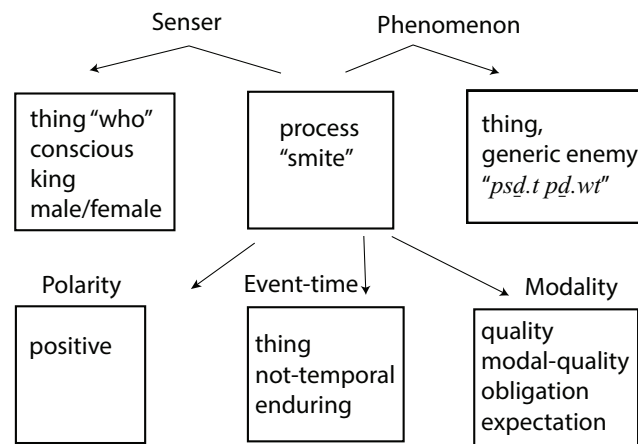 Senser
Phenomenon
thing “who”
conscious
king
male/female
process
“smite”
thing,
generic enemy
“psḏ.t pḏ.wt”
Polarity
Event-time
Modality
positive
thing
not-temporal
enduring
quality
modal-quality
obligation
expectation